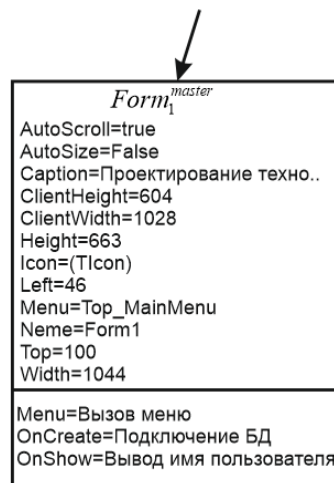 Form₁ᵐᵃˢᵗᵉʳ
AutoScroll=true
AutoSize=False
Caption=Проектирование техно..
ClientHeight=604
ClientWidth=1028
Height=663
Icon=(TIcon)
Left=46
Menu=Top_MainMenu
Neme=Form1
Top=100
Width=1044
Menu=Вызов меню
OnCreate=Подключение БД
OnShow=Вывод имя пользователя